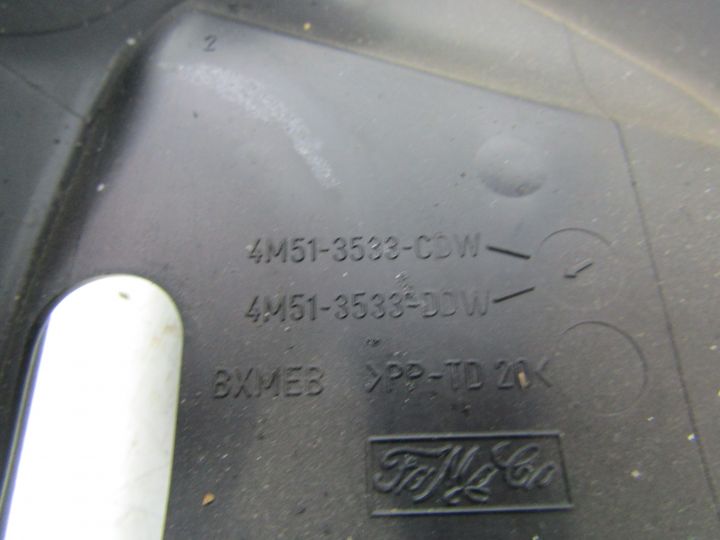 2
4M51-3533-CDW
4M51-3533-DDW
BXMEB >PP-TD 20<
FoMoCo